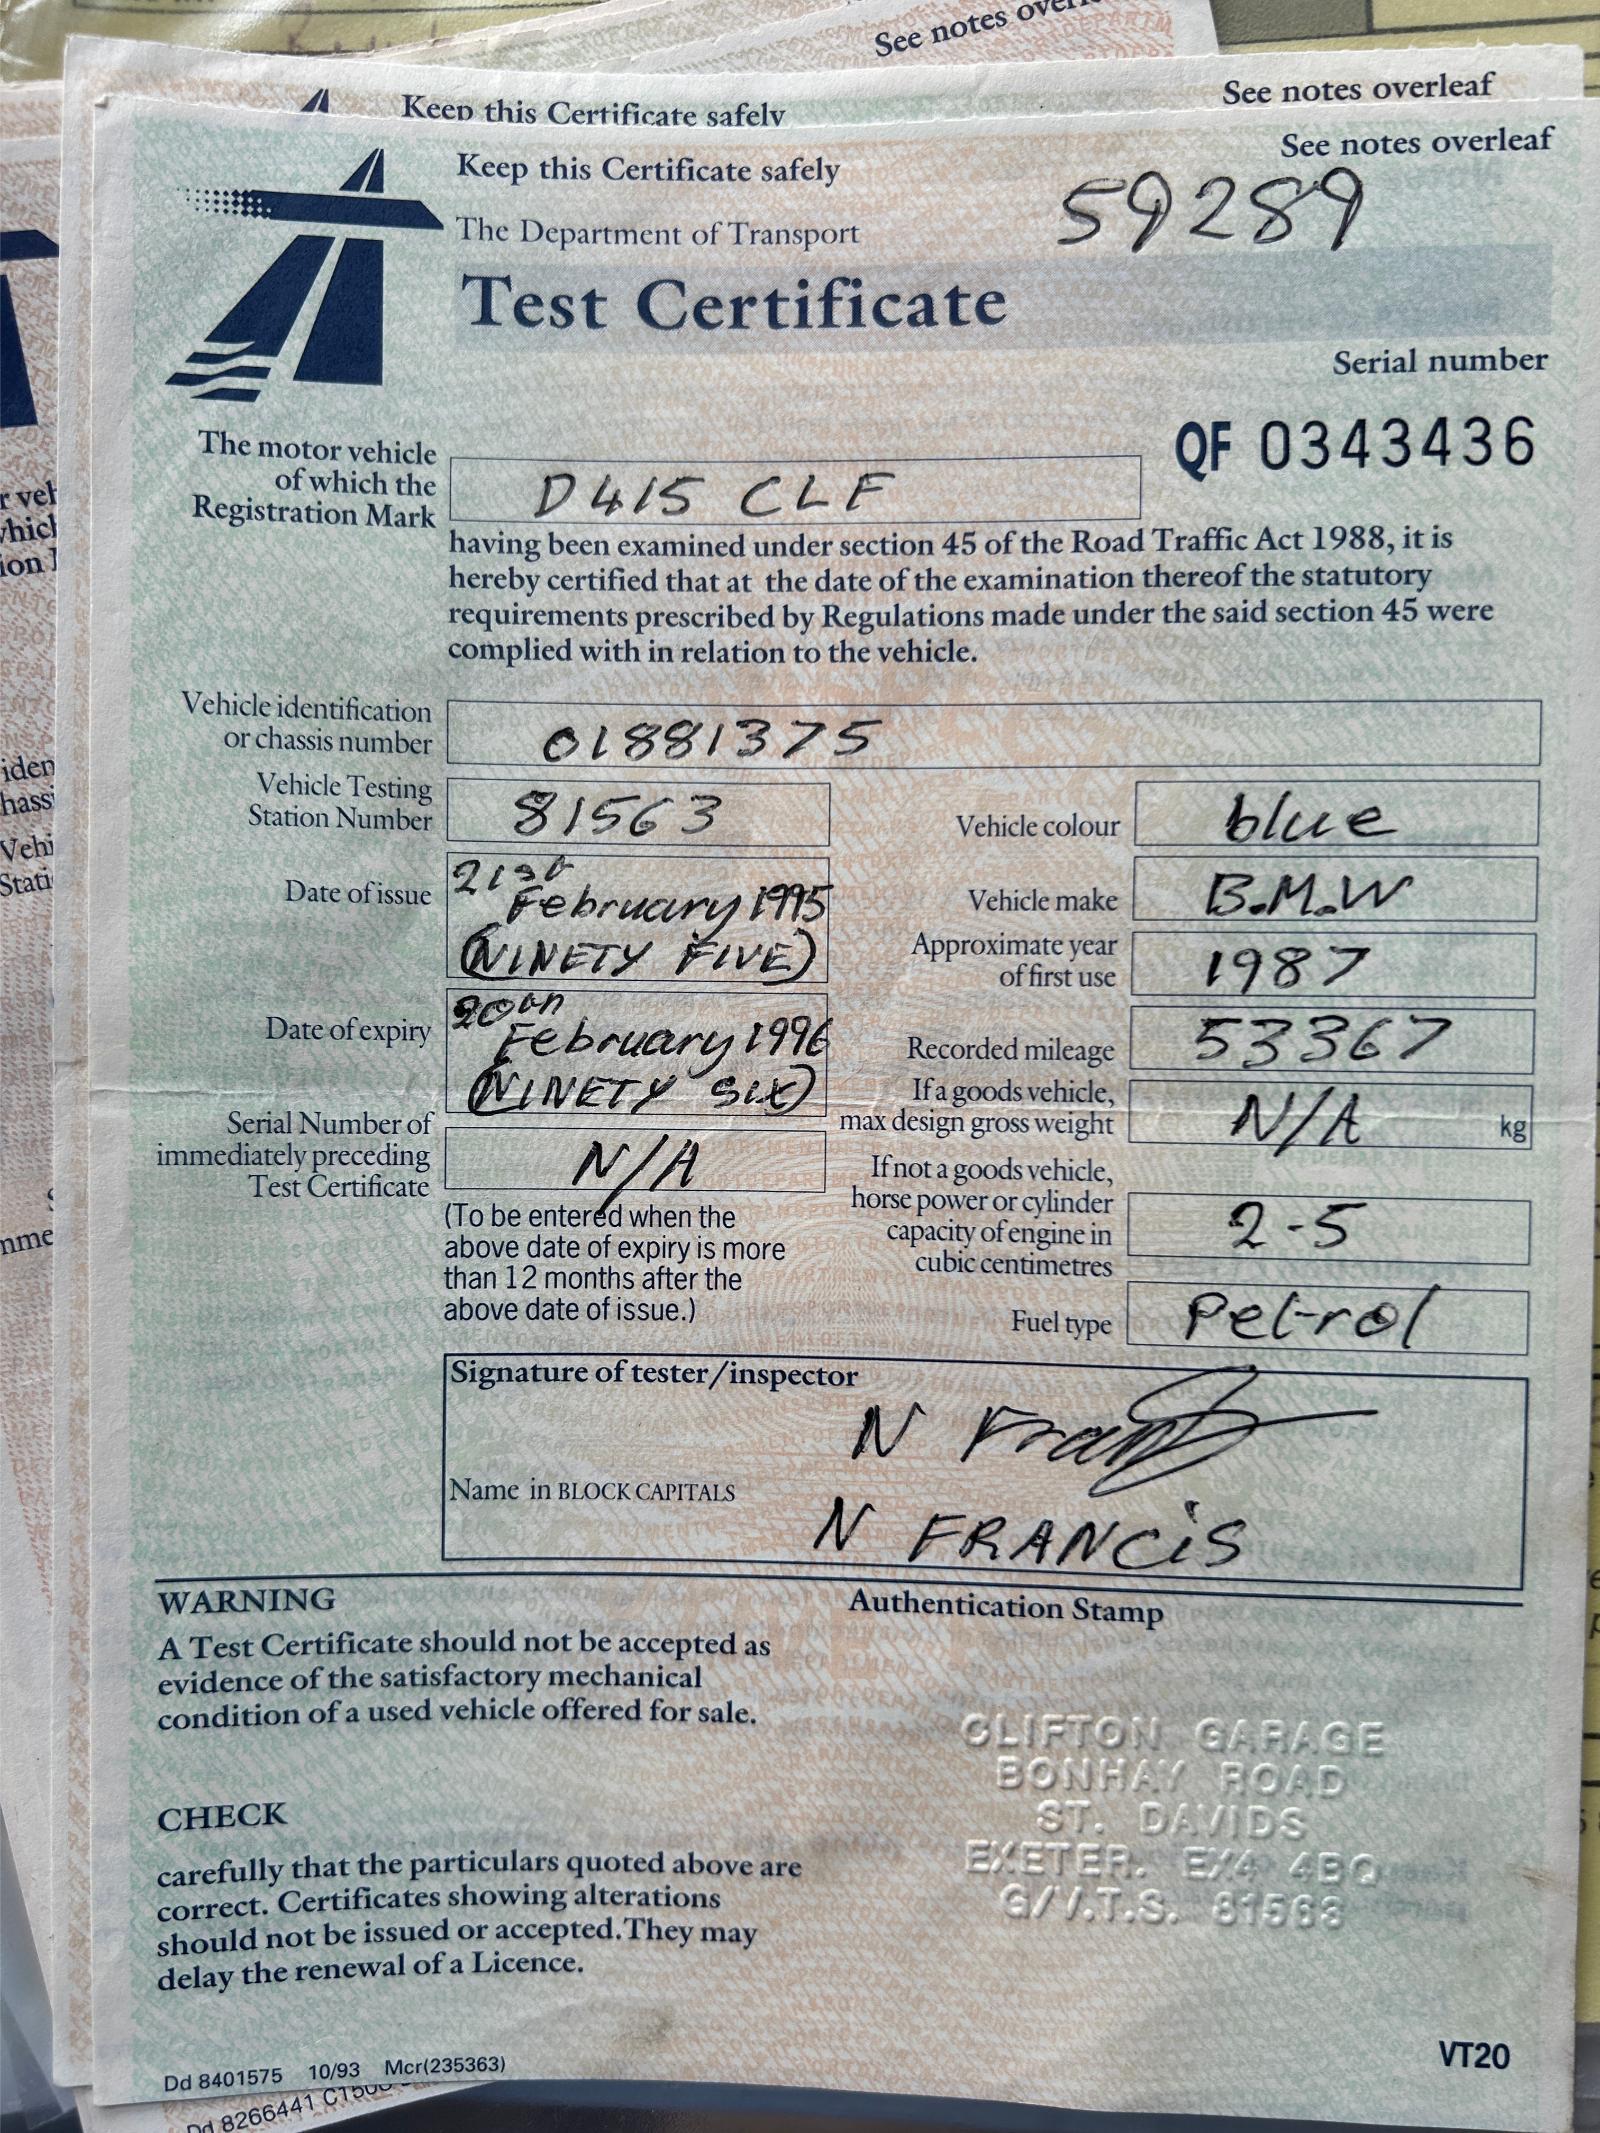 See notes overleaf
Keep this Certificate safely
See notes overleaf
Keep this Certificate safely
See notes overleaf
The Department of Transport
59289
Test Certificate
Serial number
QF 0343436
The motor vehicle
of which the
Registration Mark
D415 CLF
having been examined under section 45 of the Road Traffic Act 1988, it is
hereby certified that at the date of the examination thereof the statutory
requirements prescribed by Regulations made under the said section 45 were
complied with in relation to the vehicle.
Vehicle identification
or chassis number
01881375
Vehicle Testing
Station Number
81563
Vehicle colour
blue
Date of issue
21st
February 1995
(NINETY FIVE)
Vehicle make
B.M.W
Approximate year
of first use
1987
Date of expiry
20th
February 1996
(NINETY SIX)
Recorded mileage
53367
If a goods vehicle,
max design gross weight
N/A kg
Serial Number of
immediately preceding
Test Certificate
N/A
(To be entered when the
above date of expiry is more
than 12 months after the
above date of issue.)
If not a goods vehicle,
horse power or cylinder
capacity of engine in
cubic centimetres
2-5
Fuel type
Petrol
Signature of tester/inspector
N Francis
Name in BLOCK CAPITALS
N FRANCiS
WARNING
A Test Certificate should not be accepted as
evidence of the satisfactory mechanical
condition of a used vehicle offered for sale.
CHECK
carefully that the particulars quoted above are
correct. Certificates showing alterations
should not be issued or accepted. They may
delay the renewal of a Licence.
Authentication Stamp
CLIFTON GARAGE
BONHAY ROAD
ST. DAVIDS
EXETER. EX4 4BQ
G/V.T.S. 81563
Dd 8401575 10/93 Mcr(235363)
VT20
Dd 8266441